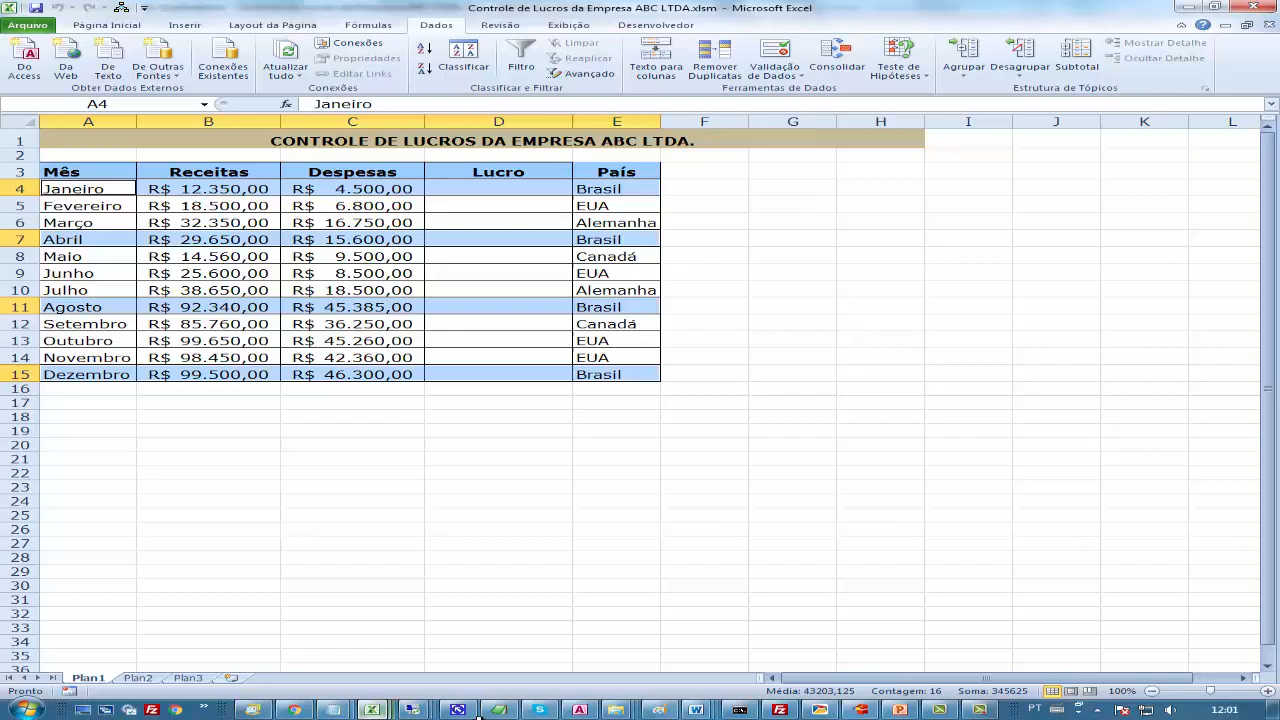 Controle de Lucros da Empresa ABC LTDA.xlsm - Microsoft Excel
Arquivo Página Inicial Inserir Layout da Página Fórmulas Dados Revisão Exibição Desenvolvedor
Do Access
Da Web
De Texto
De Outras Fontes
Conexões Existentes
Obter Dados Externos
Atualizar tudo
Conexões
Propriedades
Editar Links
Conexões
Classificar
Filtro
Limpar
Reaplicar
Avançado
Classificar e Filtrar
Texto para colunas
Remover Duplicatas
Validação de Dados
Consolidar
Teste de Hipóteses
Ferramentas de Dados
Agrupar
Desagrupar
Subtotal
Mostrar Detalhe
Ocultar Detalhe
Estrutura de Tópicos
A4 fx Janeiro
A B C D E F G H I J K L
1 CONTROLE DE LUCROS DA EMPRESA ABC LTDA.
2
3 Mês Receitas Despesas Lucro País
4 Janeiro R$ 12.350,00 R$ 4.500,00 Brasil
5 Fevereiro R$ 18.500,00 R$ 6.800,00 EUA
6 Março R$ 32.350,00 R$ 16.750,00 Alemanha
7 Abril R$ 29.650,00 R$ 15.600,00 Brasil
8 Maio R$ 14.560,00 R$ 9.500,00 Canadá
9 Junho R$ 25.600,00 R$ 8.500,00 EUA
10 Julho R$ 38.650,00 R$ 18.500,00 Alemanha
11 Agosto R$ 92.340,00 R$ 45.385,00 Brasil
12 Setembro R$ 85.760,00 R$ 36.250,00 Canadá
13 Outubro R$ 99.650,00 R$ 45.260,00 EUA
14 Novembro R$ 98.450,00 R$ 42.360,00 EUA
15 Dezembro R$ 99.500,00 R$ 46.300,00 Brasil
16
17
18
19
20
21
22
23
24
25
26
27
28
29
30
31
32
33
34
35
36
Plan1 Plan2 Plan3
Pronto Média: 43203,125 Contagem: 16 Soma: 345625 100%
PT 12:01